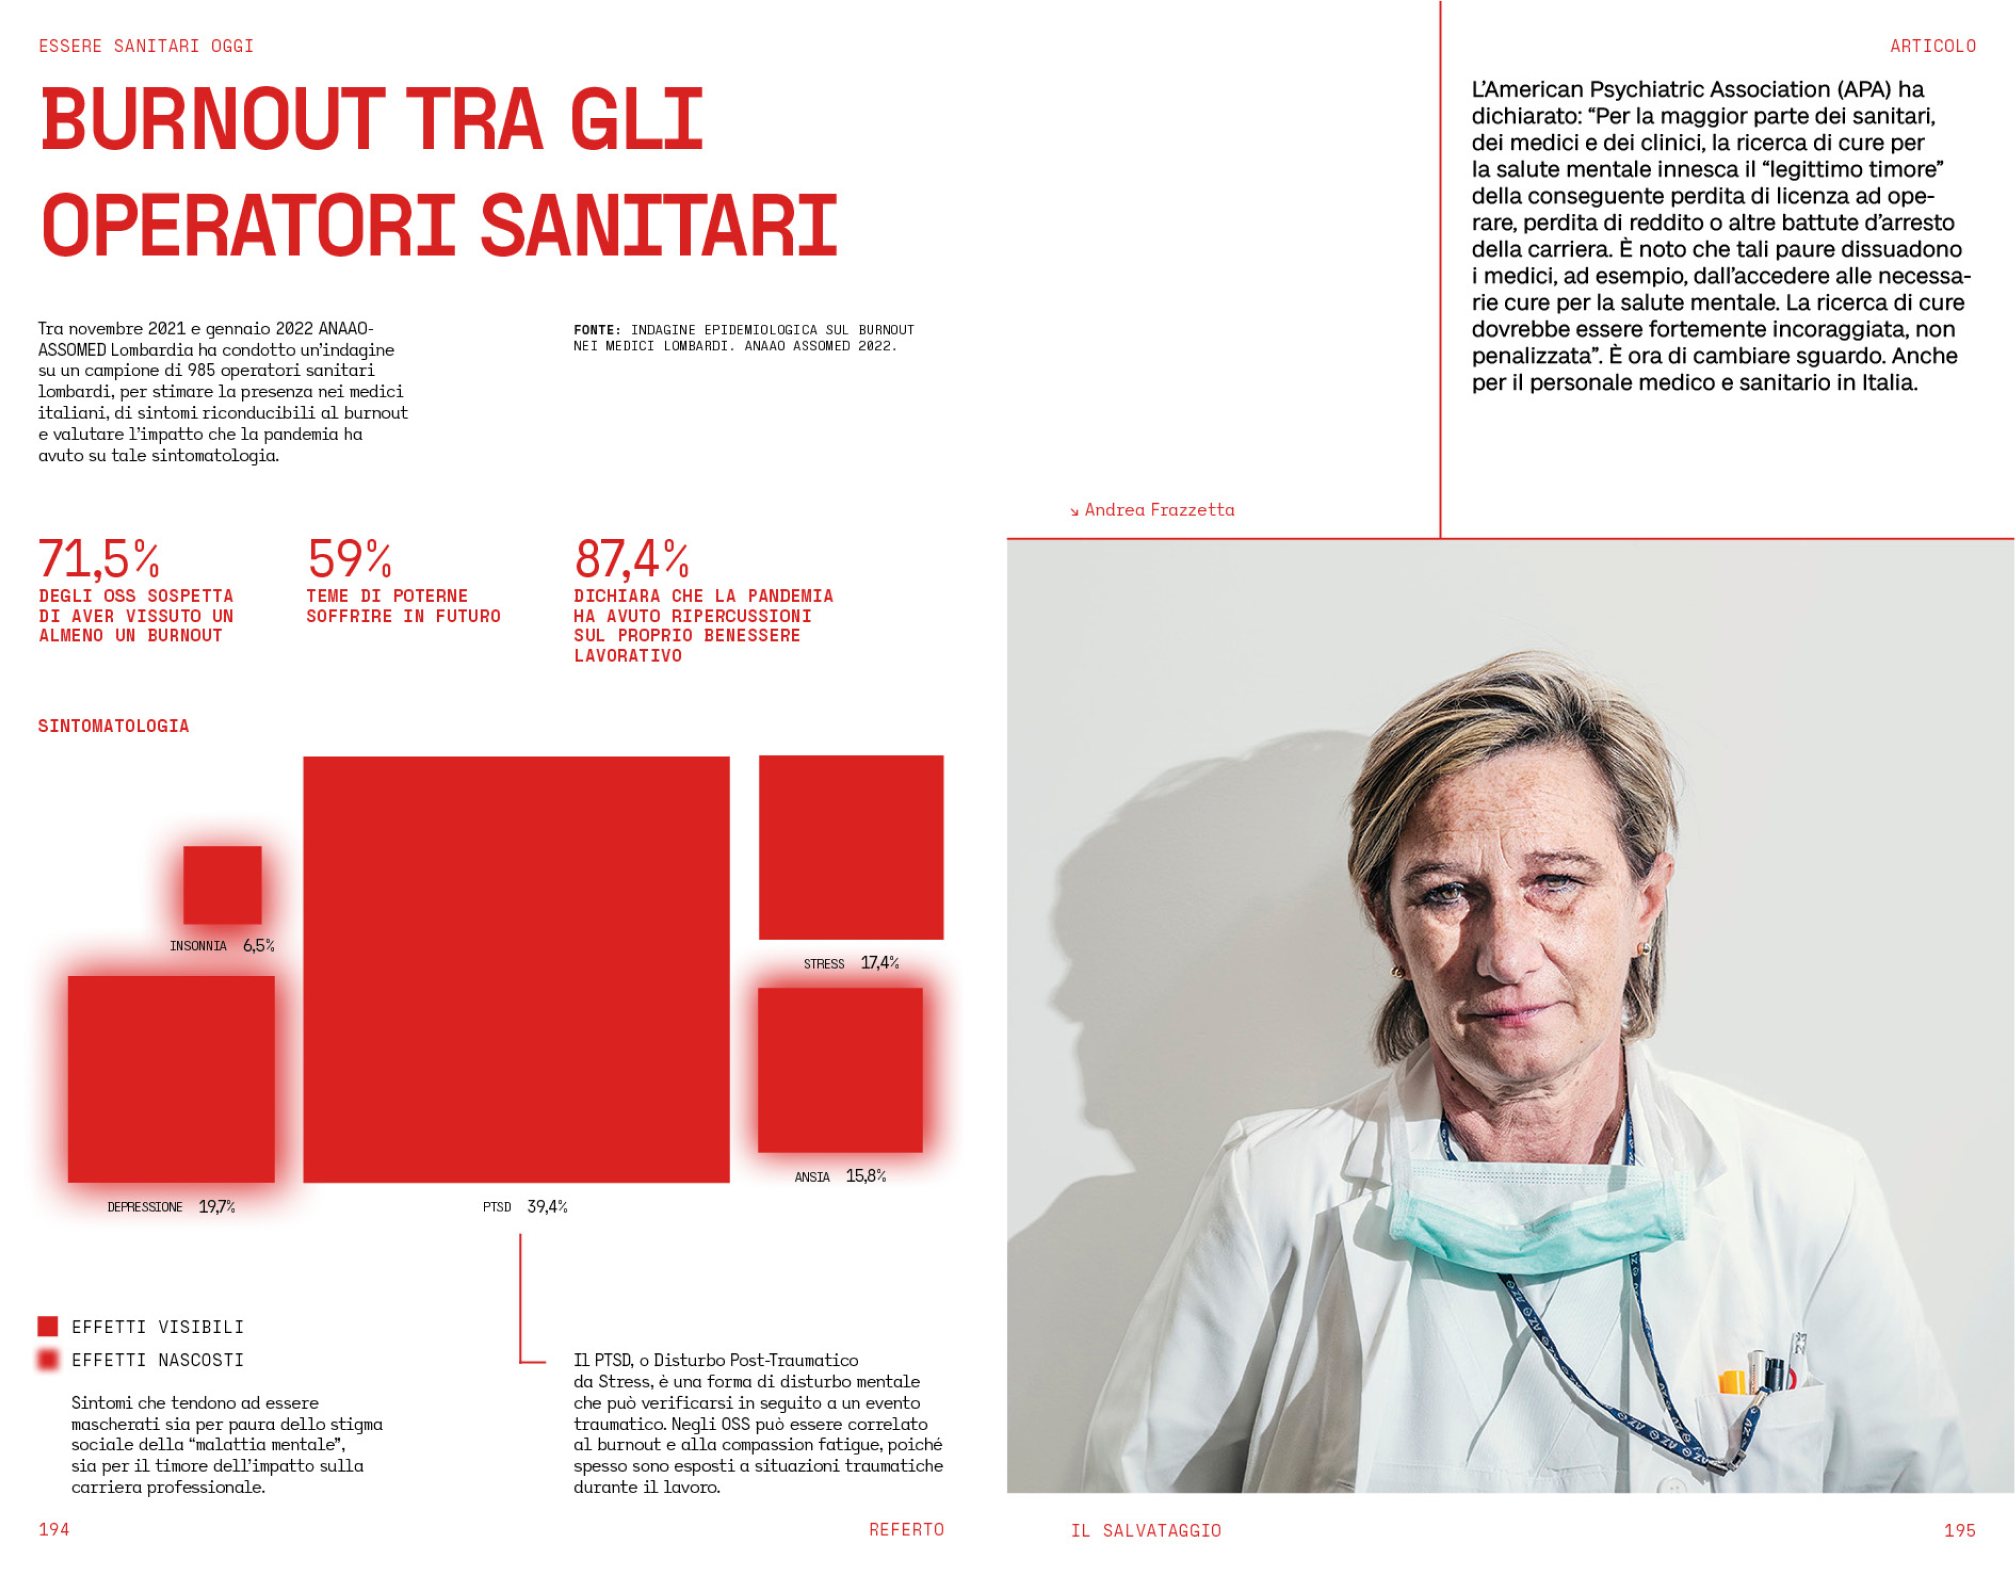 ESSERE SANITARI OGGI
BURNOUT TRA GLI
OPERATORI SANITARI
Tra novembre 2021 e gennaio 2022 ANAAO-
ASSOMED Lombardia ha condotto un’indagine
su un campione di 985 operatori sanitari
lombardi, per stimare la presenza nei medici
italiani, di sintomi riconducibili al burnout
e valutare l’impatto che la pandemia ha
avuto su tale sintomatologia.
FONTE: INDAGINE EPIDEMIOLOGICA SUL BURNOUT
NEI MEDICI LOMBARDI. ANAAO ASSOMED 2022.
71,5%
DEGLI OSS SOSPETTA
DI AVER VISSUTO UN
ALMENO UN BURNOUT
59%
TEME DI POTERNE
SOFFRIRE IN FUTURO
87,4%
DICHIARA CHE LA PANDEMIA
HA AVUTO RIPERCUSSIONI
SUL PROPRIO BENESSERE
LAVORATIVO
SINTOMATOLOGIA
INSONNIA 6,5%
STRESS 17,4%
ANSIA 15,8%
DEPRESSIONE 19,7%
PTSD 39,4%
EFFETTI VISIBILI
EFFETTI NASCOSTI
Sintomi che tendono ad essere
mascherati sia per paura dello stigma
sociale della “malattia mentale”,
sia per il timore dell’impatto sulla
carriera professionale.
Il PTSD, o Disturbo Post-Traumatico
da Stress, è una forma di disturbo mentale
che può verificarsi in seguito a un evento
traumatico. Negli OSS può essere correlato
al burnout e alla compassion fatigue, poiché
spesso sono esposti a situazioni traumatiche
durante il lavoro.
194
REFERTO
ARTICOLO
L’American Psychiatric Association (APA) ha
dichiarato: “Per la maggior parte dei sanitari,
dei medici e dei clinici, la ricerca di cure per
la salute mentale innesca il “legittimo timore”
della conseguente perdita di licenza ad ope-
rare, perdita di reddito o altre battute d’arresto
della carriera. È noto che tali paure dissuadono
i medici, ad esempio, dall’accedere alle necessa-
rie cure per la salute mentale. La ricerca di cure
dovrebbe essere fortemente incoraggiata, non
penalizzata”. È ora di cambiare sguardo. Anche
per il personale medico e sanitario in Italia.
↘ Andrea Frazzetta
IL SALVATAGGIO
195